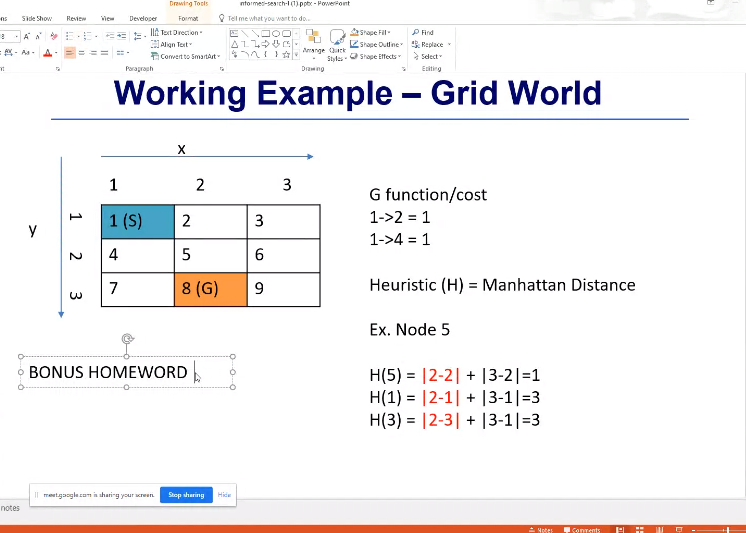 informed-search-I (1).pptx - PowerPoint
Drawing Tools
Slide Show Review View Developer Format Tell me what you want to do...
Text Direction
Align Text
Convert to SmartArt
Paragraph
Arrange
Quick Styles
Shape Fill
Shape Outline
Shape Effects
Drawing
Find
Replace
Select
Editing
Working Example – Grid World
x
1 2 3
y
1 1 (S) 2 3
2 4 5 6
3 7 8 (G) 9
BONUS HOMEWORD
G function/cost
1->2 = 1
1->4 = 1
Heuristic (H) = Manhattan Distance
Ex. Node 5
H(5) = |2-2| + |3-2|=1
H(1) = |2-1| + |3-1|=3
H(3) = |2-3| + |3-1|=3
meet.google.com is sharing your screen. Stop sharing Hide
notes
Notes Comments